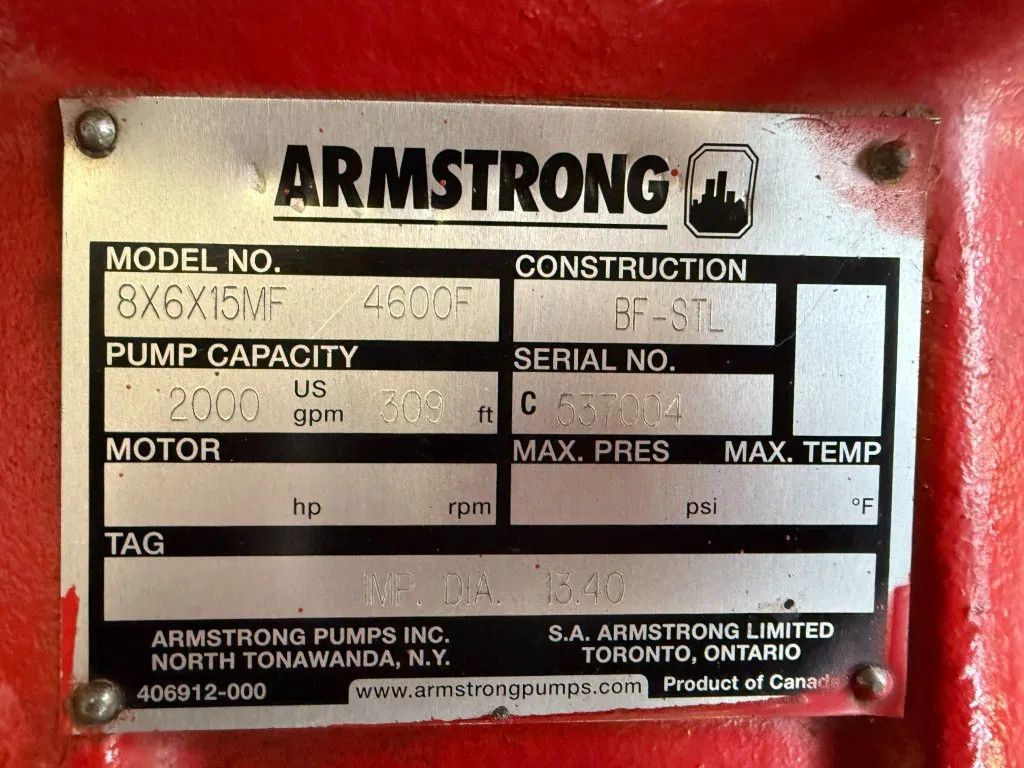 ARMSTRONG
MODEL NO.
8X6X15MF 4600F
CONSTRUCTION
BF-STL
PUMP CAPACITY
2000 US gpm 309 ft
SERIAL NO.
C 537004
MOTOR
hp rpm
MAX. PRES MAX. TEMP
psi °F
TAG
IMP. DIA. 13.40
ARMSTRONG PUMPS INC.
NORTH TONAWANDA, N.Y.
S.A. ARMSTRONG LIMITED
TORONTO, ONTARIO
406912-000
www.armstrongpumps.com
Product of Canada